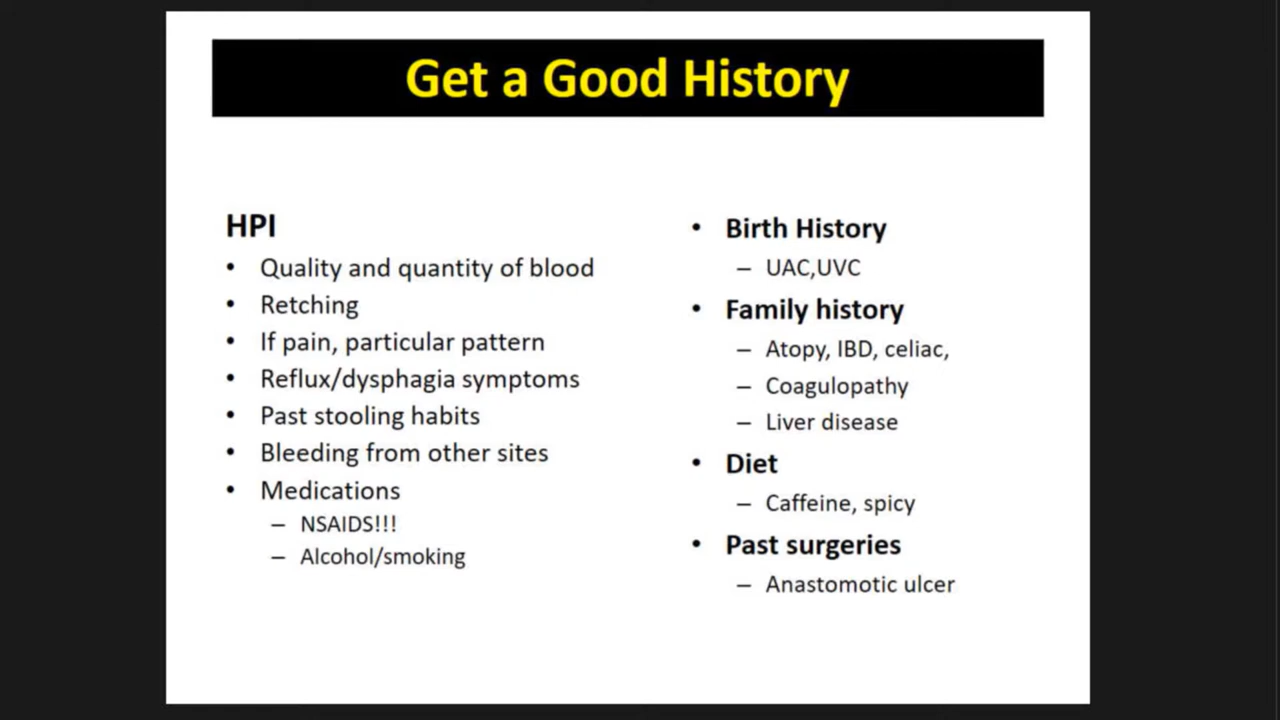 Get a Good History
HPI
• Quality and quantity of blood
• Retching
• If pain, particular pattern
• Reflux/dysphagia symptoms
• Past stooling habits
• Bleeding from other sites
• Medications
– NSAIDS!!!
– Alcohol/smoking
• Birth History
– UAC,UVC
• Family history
– Atopy, IBD, celiac,
– Coagulopathy
– Liver disease
• Diet
– Caffeine, spicy
• Past surgeries
– Anastomotic ulcer